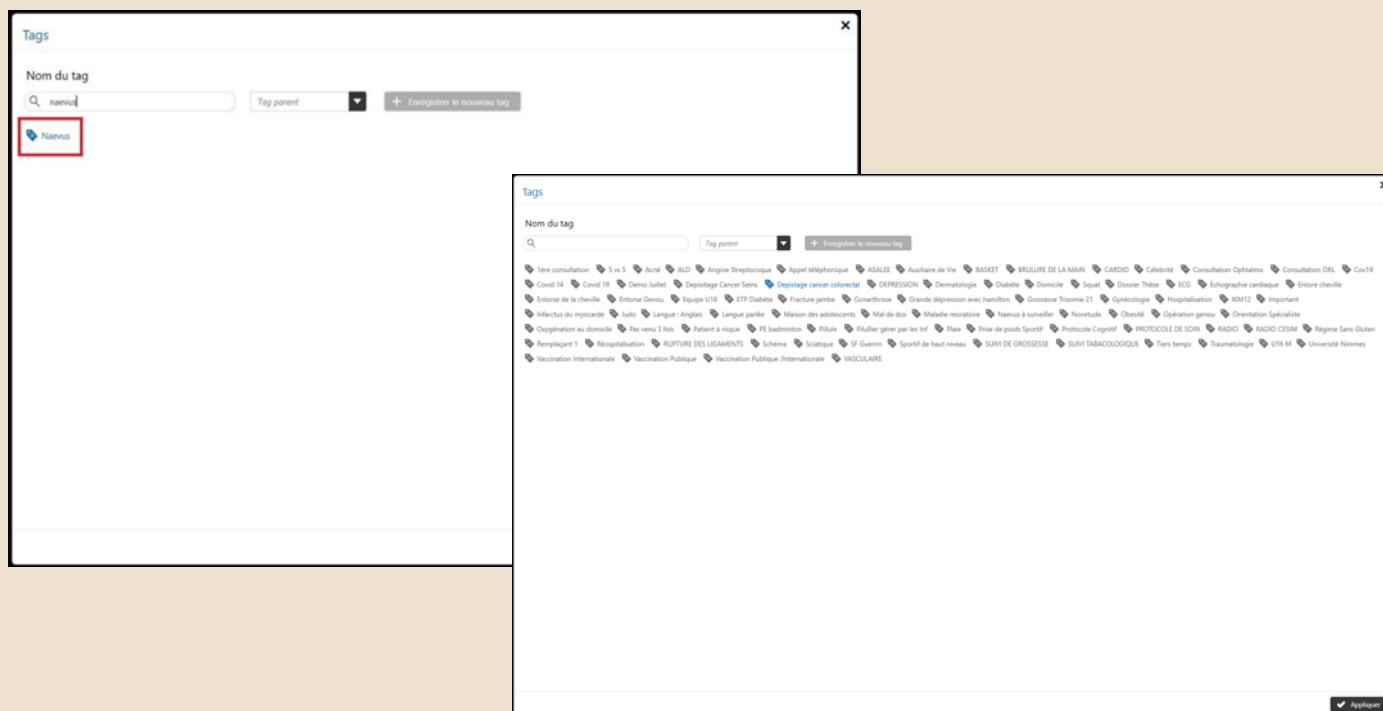 Tags
Nom du tag
naevus
Tag parent
+ Enregistrer le nouveau tag
Naevus
Tags
Nom du tag
Tag parent
+ Enregistrer le nouveau tag
1ère consultation 5 vs 5 Acné ALD Angine Streptocoque Appel téléphonique ASALEE Auxiliaire de Vie BASKET BRULURE DE LA MAIN CARDIO Célebrité Consultation Ophtalmo Consultation ORL Cov19
Covid 14 Covid 19 Demo Juillet Depisitage Cancer Seins Depistage cancer colorectal DEPRESSION Dermatologie Diabète Domicile Squat Dossier Thèse ECG Echographie cardiaque Entore cheville
Entorse de la cheville Entorse Genou Equipe U16 ETP Diabète Fracture jambe Gonarthrose Grande dépression avec hamilton Grossesse Trisomie 21 Gynécologie Hospitalisation IKM12 Important
Infarctus du myocarde Judo Langue : Anglais Langue parlée Maison des adolescents Mal de dos Maladie resiratoire Naevus à surveiller Novetude Obesité Opération genou Orientation Spécialiste
Oxygénation au domicile Pas venu 3 fois Patient à risque PE badminton Pillule Pilullier gérer par les Inf Plaie Prise de poids Sportif Protocole Cognitif PROTOCOLE DE SOIN RADIO RADIO CESIM Régime Sans Gluten
Remplaçant 1 Réospitalisation RUPTURE DES LIGAMENTS Schéma Sciatique SF Guerrin Sportif de haut niveau SUIVI DE GROSSESSE SUIVI TABACOLOGIQUE Tiers temps Traumatologie U16 M Université Nimmes
Vaccination Internationale Vaccination Publique Vaccination Publique /Internationale VASCULAIRE
Appliquer